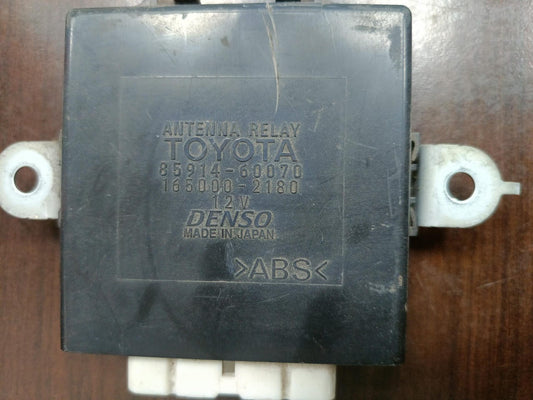 ANTENNA RELAY
TOYOTA
85914-60070
165000-2180
12V
DENSO
MADE IN JAPAN
>ABS<